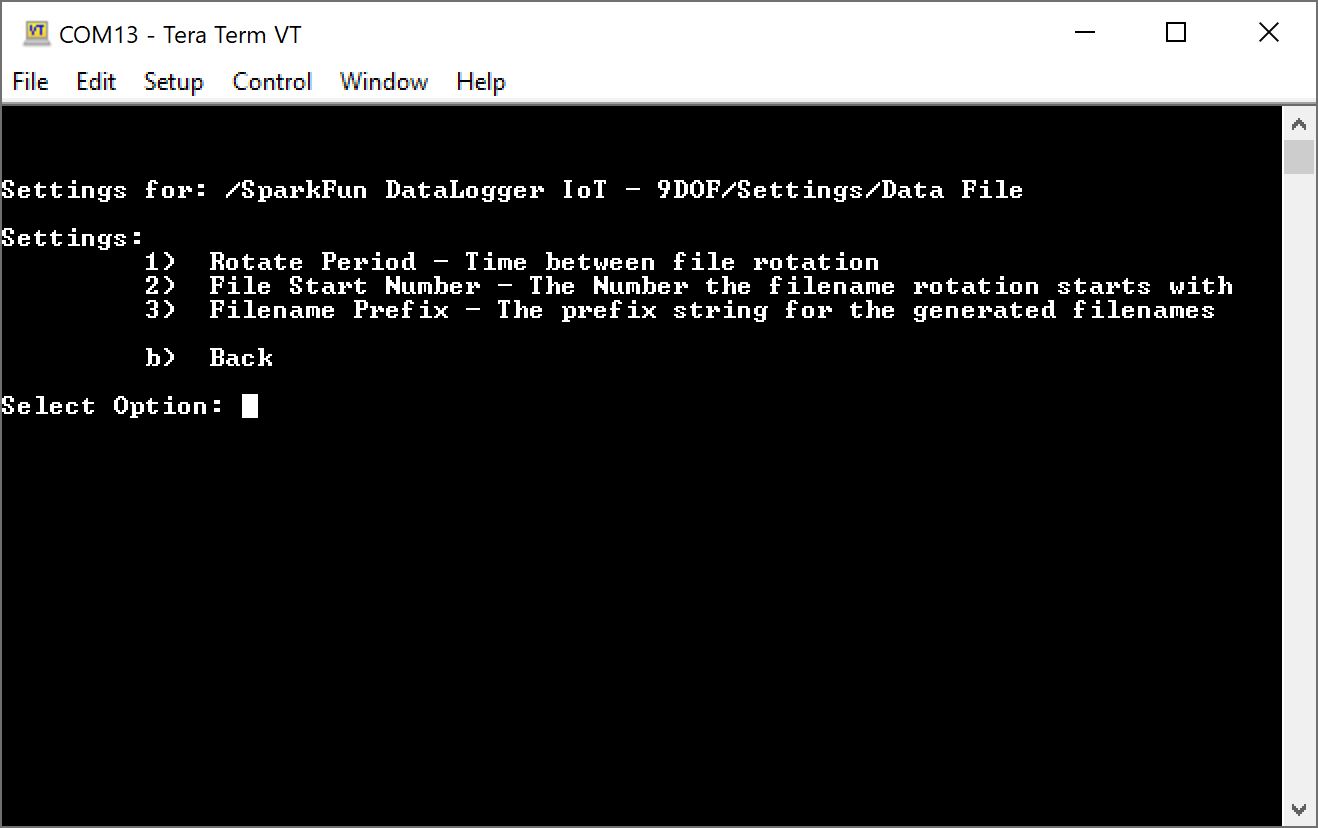 VT
COM13 - Tera Term VT
File Edit Setup Control Window Help
Settings for: /SparkFun DataLogger IoT - 9DOF/Settings/Data File
Settings:
1) Rotate Period - Time between file rotation
2) File Start Number - The Number the filename rotation starts with
3) Filename Prefix - The prefix string for the generated filenames
b) Back
Select Option: